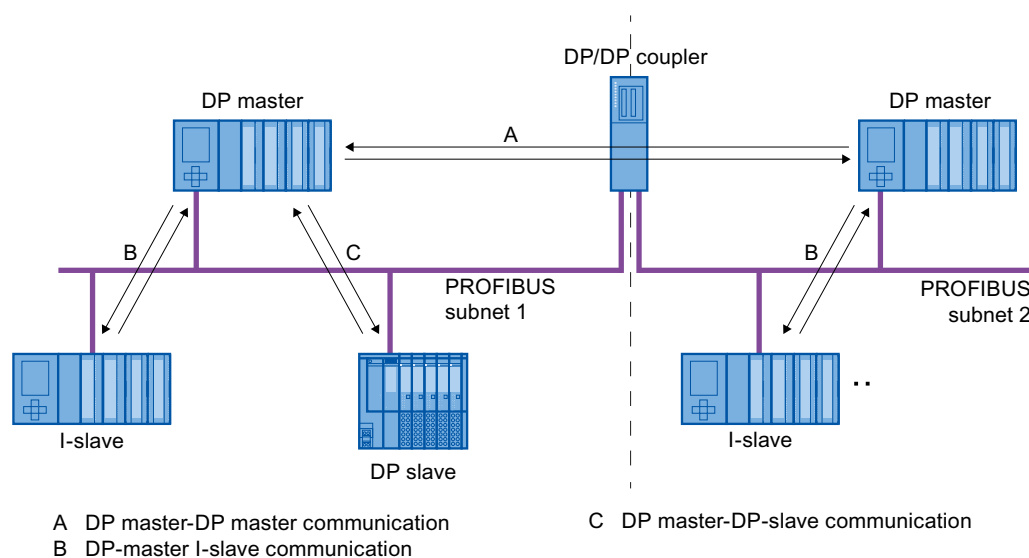 DP/DP coupler
DP master
DP master
A
B
C
B
PROFIBUS
subnet 1
PROFIBUS
subnet 2
I-slave
DP slave
I-slave
A DP master-DP master communication
B DP-master I-slave communication
C DP master-DP-slave communication